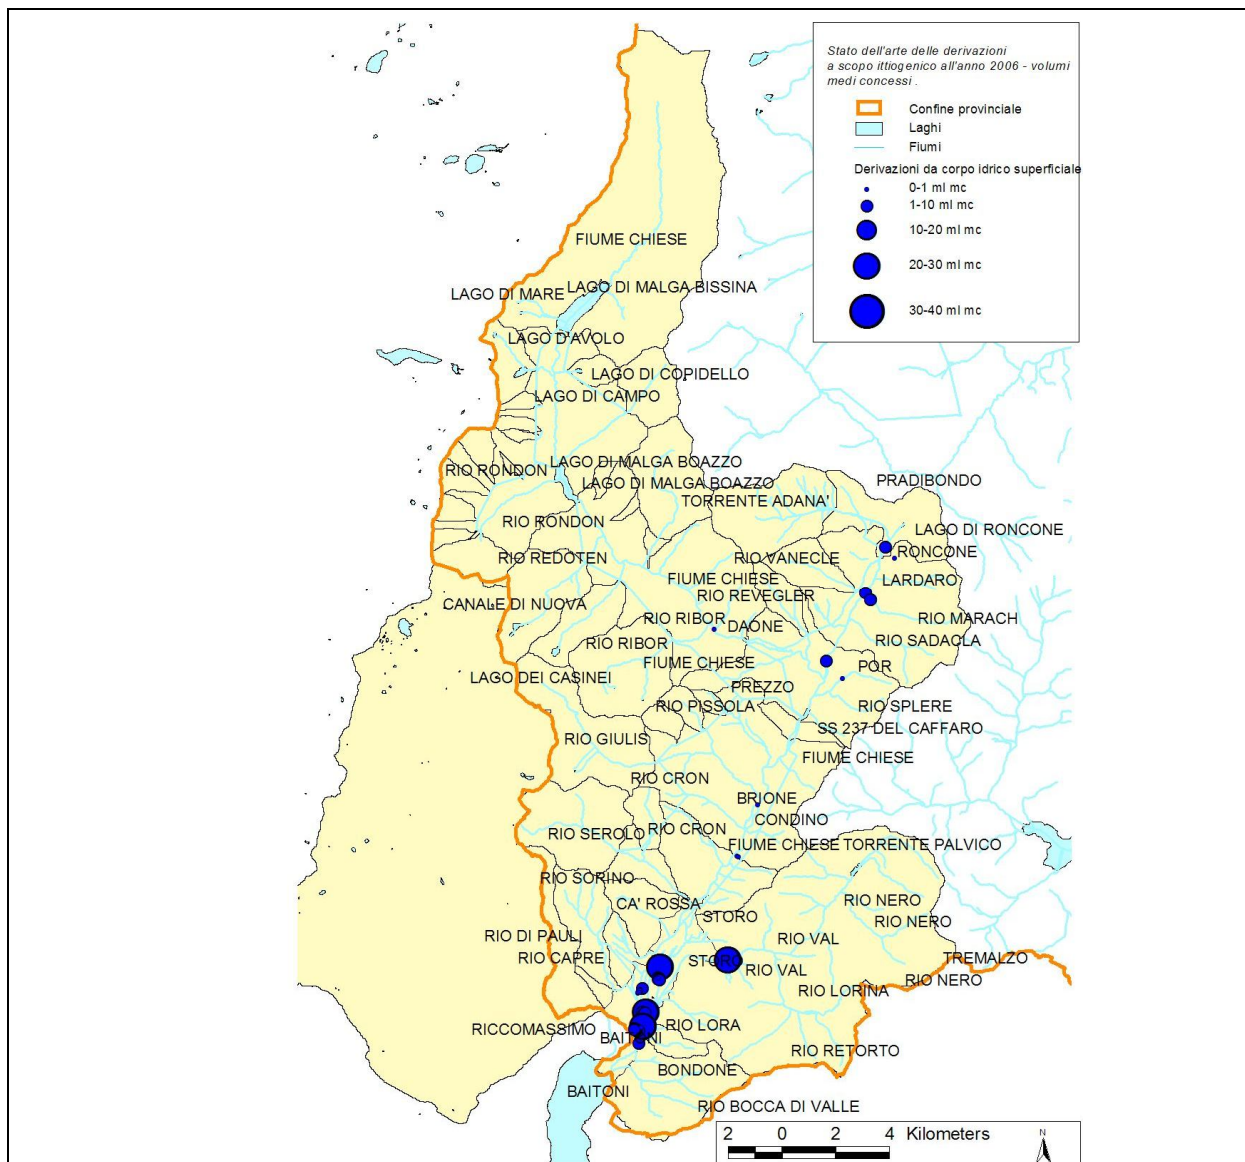 Stato dell'arte delle derivazioni
a scopo ittiogenico all'anno 2006 - volumi
medi concessi .
Confine provinciale
Laghi
Fiumi
Derivazioni da corpo idrico superficiale
0-1 ml mc
1-10 ml mc
10-20 ml mc
20-30 ml mc
30-40 ml mc
FIUME CHIESE
LAGO DI MALGA BISSINA
LAGO DI MARE
LAGO D'AVOLO
LAGO DI COPIDELLO
LAGO DI CAMPO
LAGO DI MALGA BOAZZO
RIO RONDON
LAGO DI MALGA BOAZZO
PRADIBONDO
TORRENTE ADANA'
RIO RONDON
LAGO DI RONCONE
RONCONE
RIO REDOTEN
RIO VANECLE
FIUME CHIESE
LARDARO
RIO REVEGLER
CANALE DI NUOVA
RIO RIBOR
RIO MARACH
DAONE
RIO RIBOR
RIO SADACLA
FIUME CHIESE
POR
LAGO DEI CASINEI
PREZZO
RIO PISSOLA
RIO SPLERE
SS 237 DEL CAFFARO
RIO GIULIS
FIUME CHIESE
RIO CRON
BRIONE
CONDINO
RIO SEROLO
RIO CRON
FIUME CHIESE
TORRENTE PALVICO
RIO SORINO
RIO NERO
CA' ROSSA
STORO
RIO NERO
RIO DI PAULI
RIO VAL
RIO CAPRE
STORO
TREMALZO
RIO VAL
RIO NERO
RIO LORINA
RICCOMASSIMO
RIO LORA
BAITONI
RIO RETORTO
BONDONE
BAITONI
RIO BOCCA DI VALLE
2 0 2 4 Kilometers
N